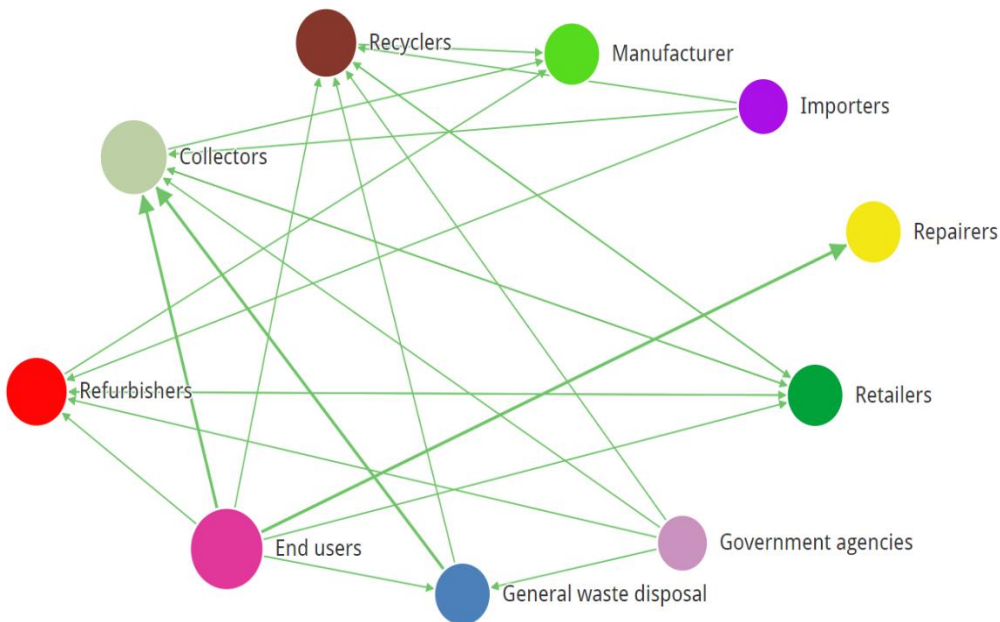 Recyclers
Manufacturer
Importers
Collectors
Repairers
Refurbishers
Retailers
End users
Government agencies
General waste disposal